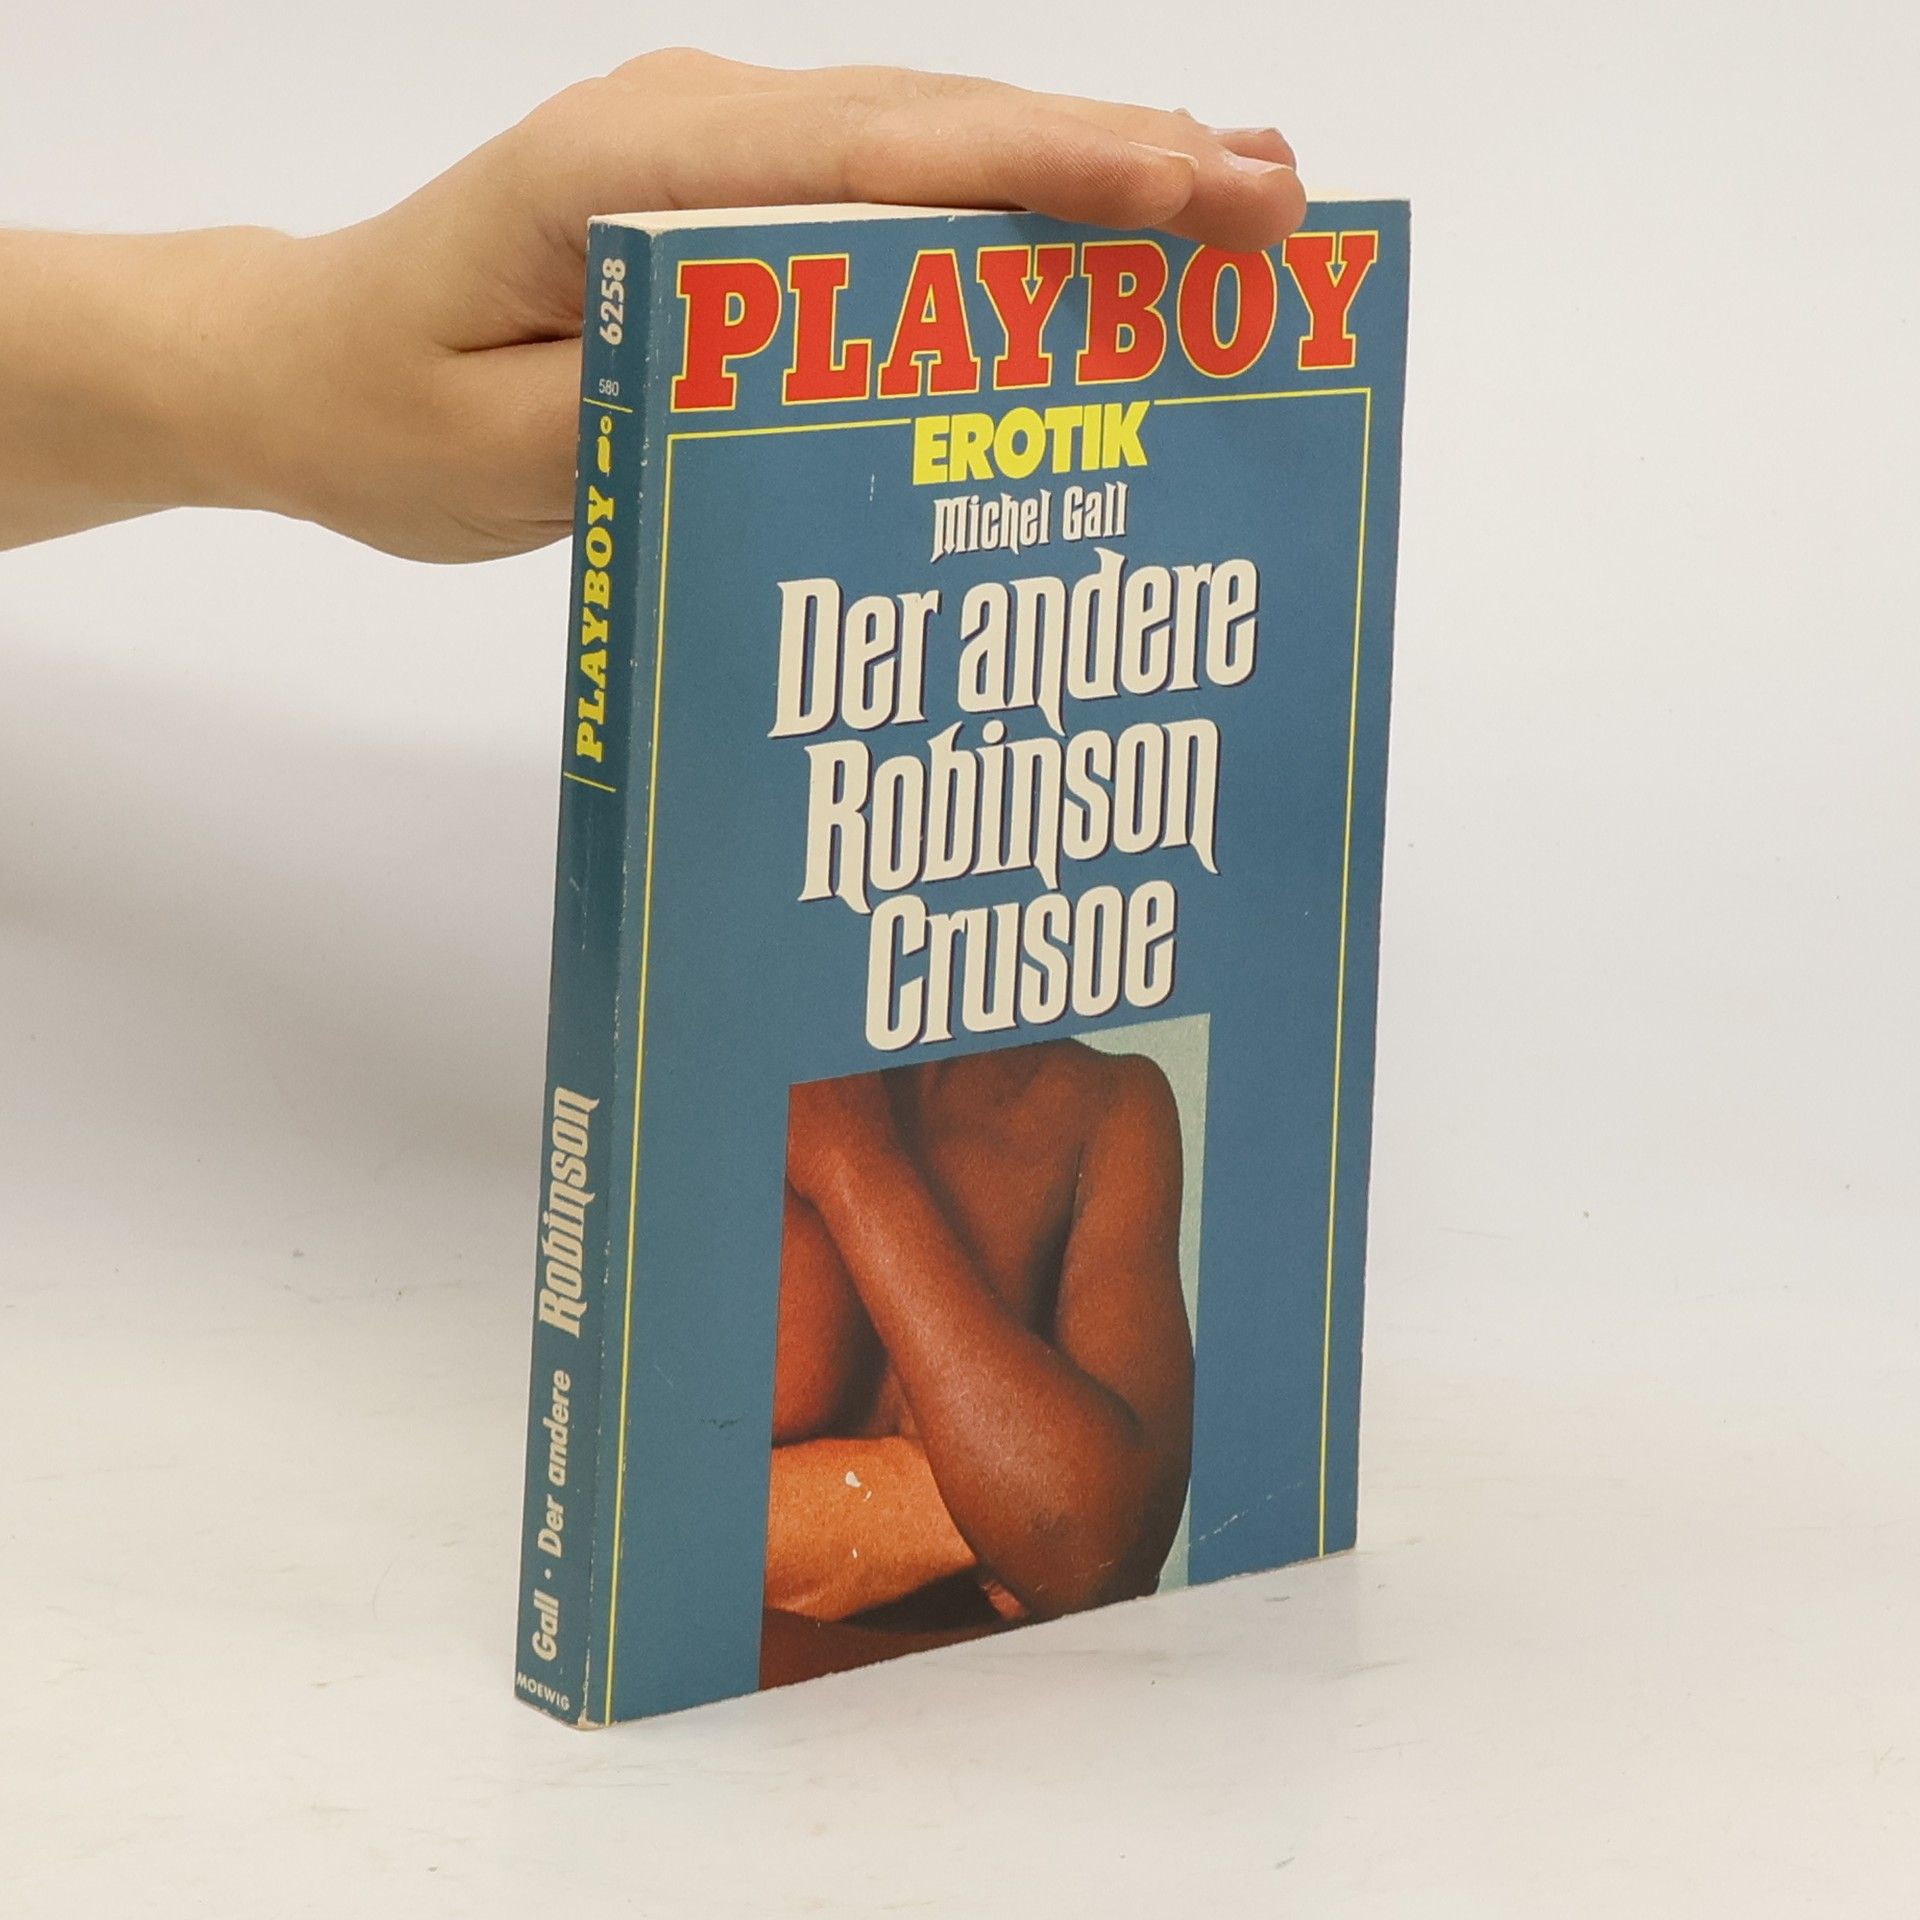 PLAYBOY
EROTIK
Michel Gall
Der andere
Robinson
Crusoe
6258
580
PLAYBOY
Gall · Der andere Robinson
MOEWIG